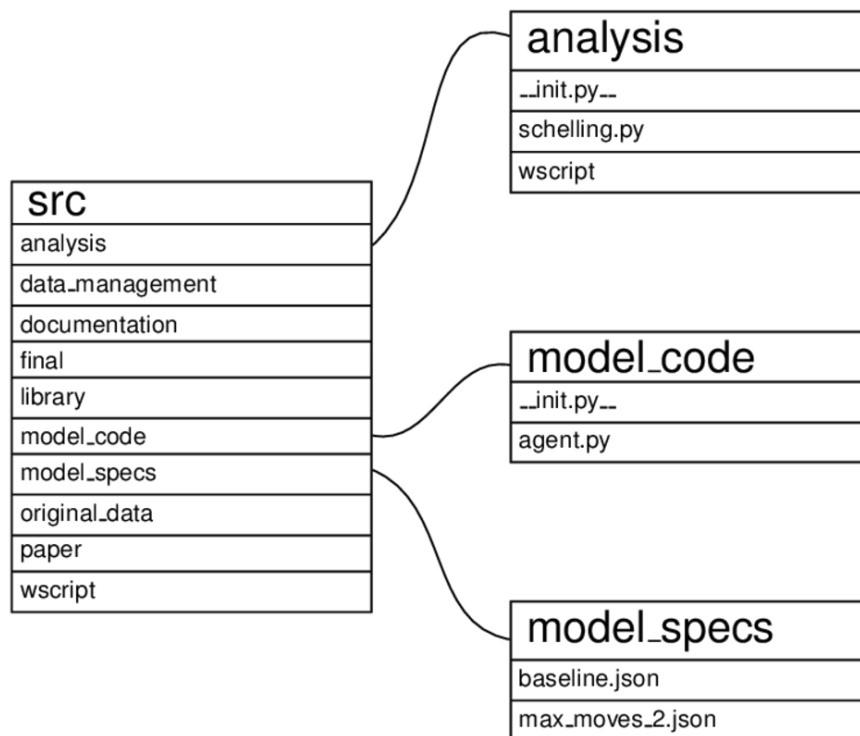 src
analysis
data_management
documentation
final
library
model_code
model_specs
original_data
paper
wscript
analysis
__init.py__
schelling.py
wscript
model_code
__init.py__
agent.py
model_specs
baseline.json
max_moves_2.json